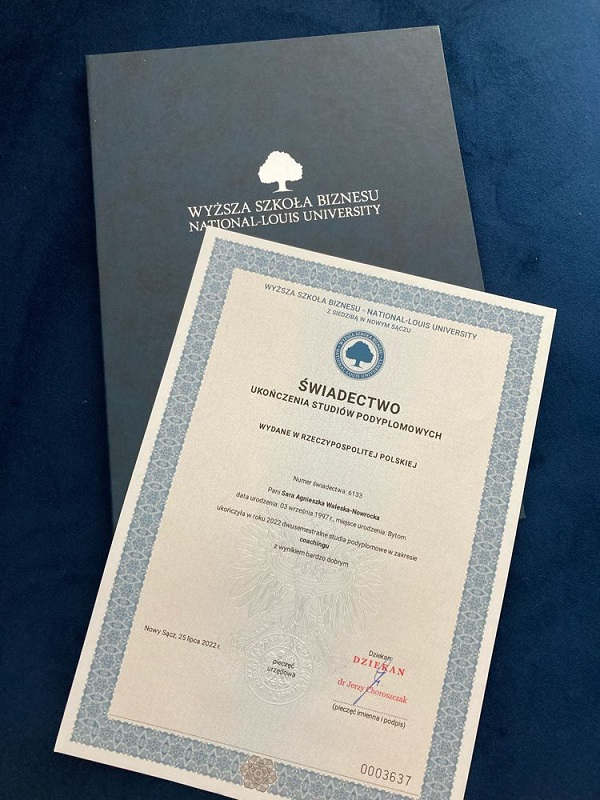 WYŻSZA SZKOŁA BIZNESU
NATIONAL-LOUIS UNIVERSITY
WYŻSZA SZKOŁA BIZNESU - NATIONAL-LOUIS UNIVERSITY
Z SIEDZIBĄ W NOWYM SĄCZU
ŚWIADECTWO
UKOŃCZENIA STUDIÓW PODYPLOMOWYCH
WYDANE W RZECZYPOSPOLITEJ POLSKIEJ
Numer świadectwa: 6133
Pani Sara Agnieszka Waleska-Nowrocka
data urodzenia: 03 września 1997 r., miejsce urodzenia: Bytom
ukończyła w roku 2022 dwusemestralne studia podyplomowe w zakresie
coachingu
z wynikiem bardzo dobrym
Nowy Sącz, 25 lipca 2022 r.
pieczęć
urzędowa
Dziekan
DZIEKAN
dr Jerzy Choroszczak
(pieczęć imienna i podpis)
0003637